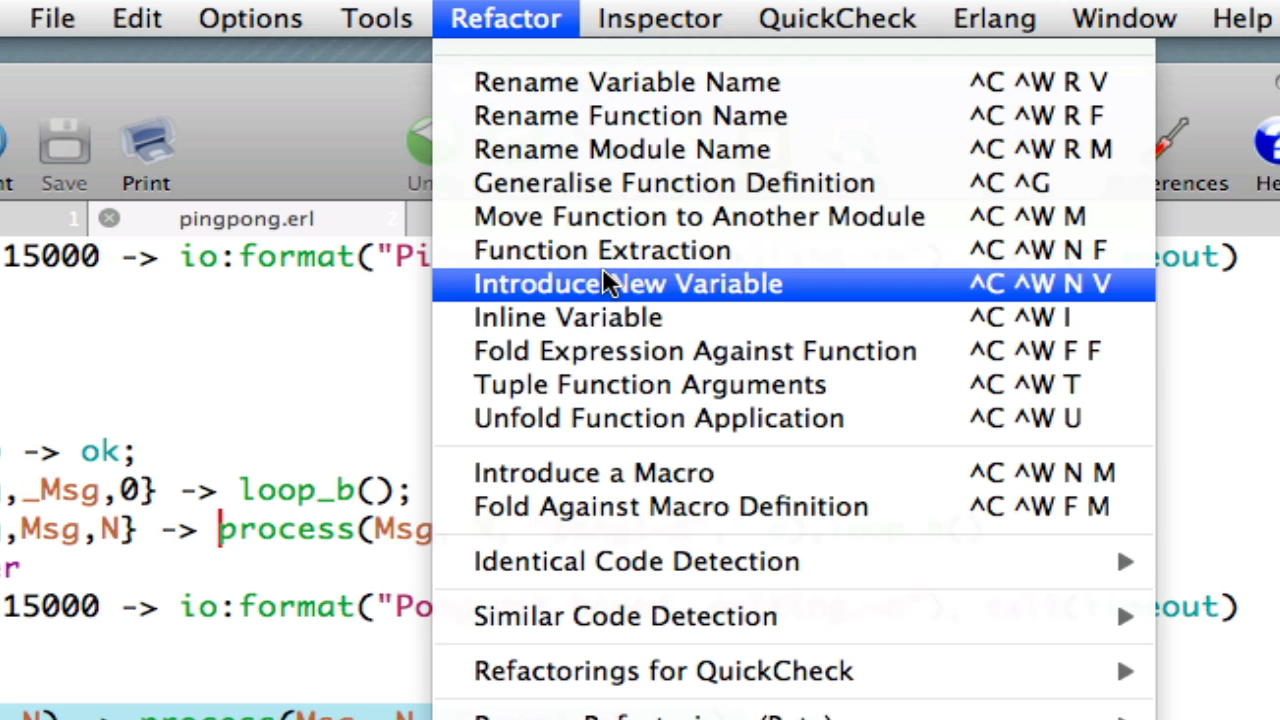 File Edit Options Tools Refactor Inspector QuickCheck Erlang Window Help
Rename Variable Name ^C ^W R V
Rename Function Name ^C ^W R F
Rename Module Name ^C ^W R M
Generalise Function Definition ^C ^G
Move Function to Another Module ^C ^W M
Function Extraction ^C ^W N F
Introduce New Variable ^C ^W N V
Inline Variable ^C ^W I
Fold Expression Against Function ^C ^W F F
Tuple Function Arguments ^C ^W T
Unfold Function Application ^C ^W U
Introduce a Macro ^C ^W N M
Fold Against Macro Definition ^C ^W F M
Identical Code Detection
Similar Code Detection
Refactorings for QuickCheck
Save Print
1 pingpong.erl 2
15000 -> io:format("Pi eout)
-> ok;
,_Msg,0} -> loop_b();
,Msg,N} -> process(Msg
r
15000 -> io:format("Po eout)